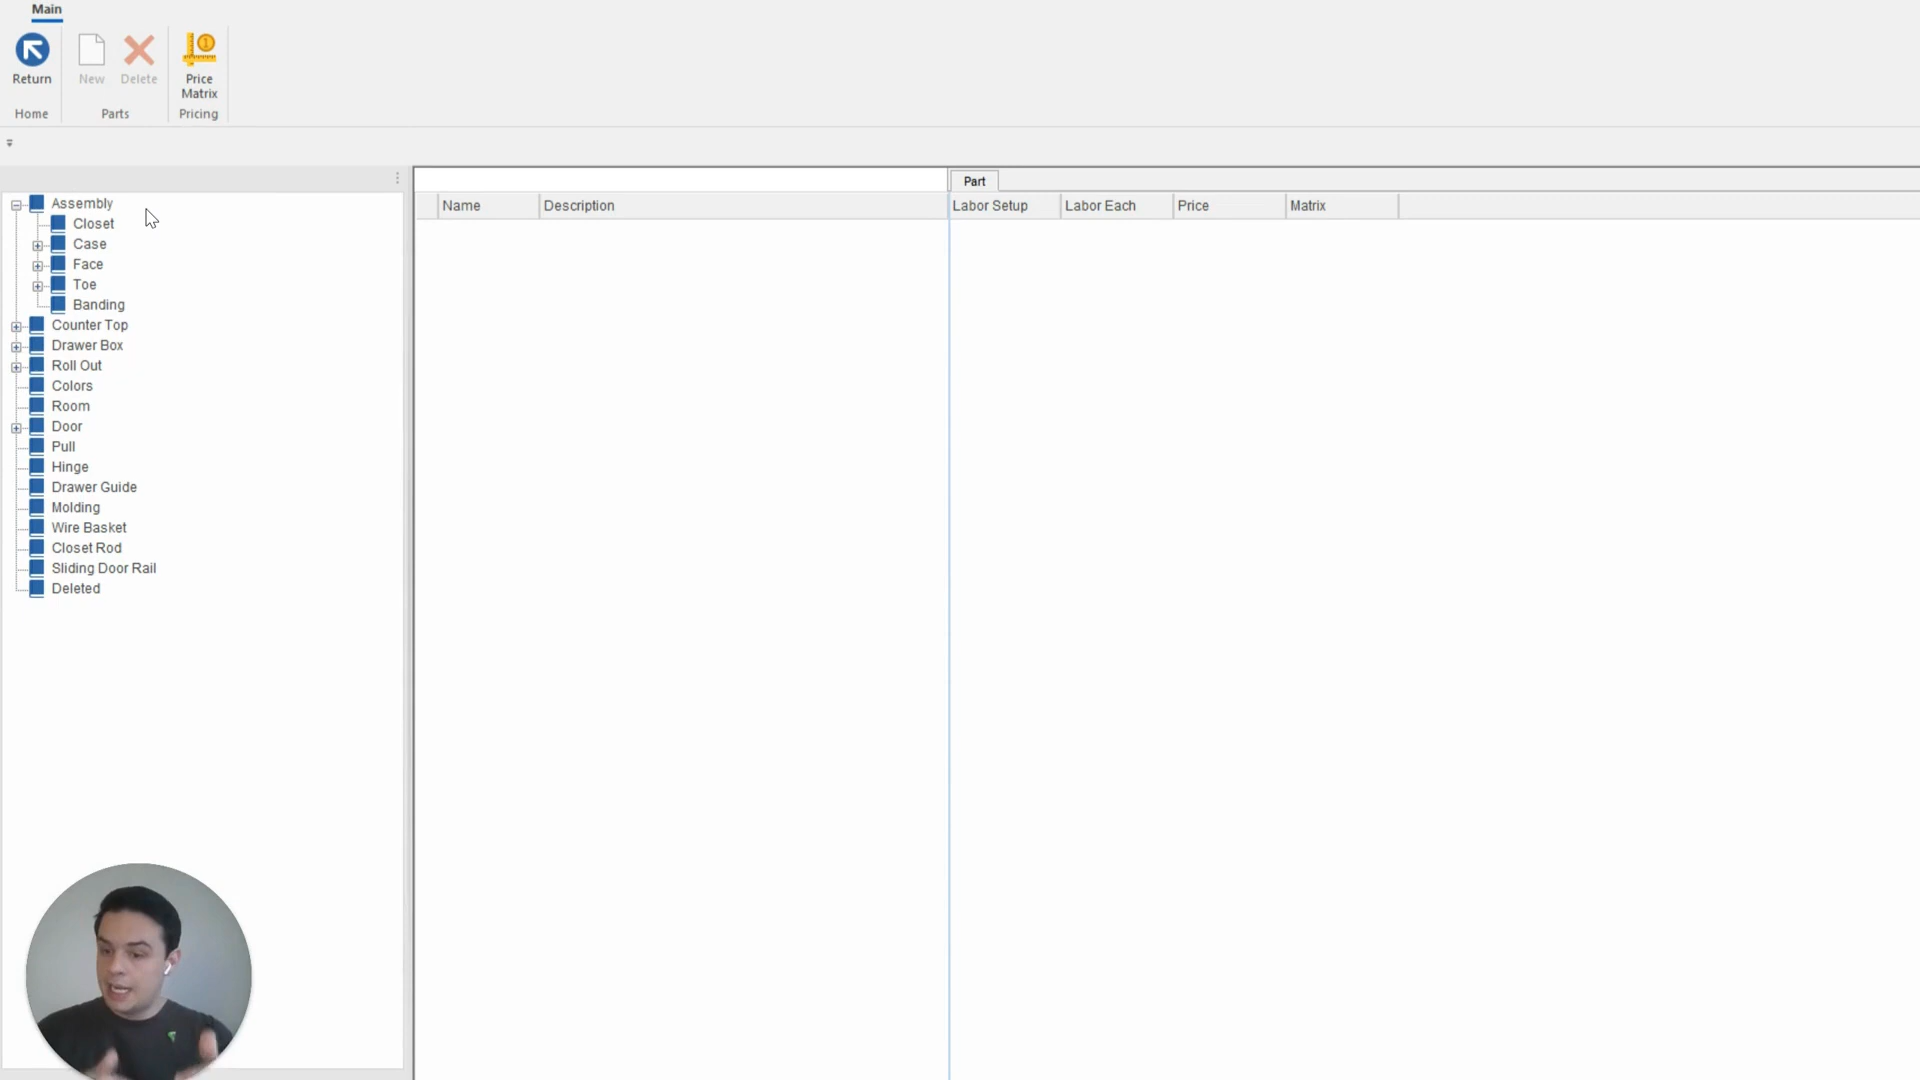 Main
Return
New
Delete
Price
Matrix
Home
Parts
Pricing
Part
Name
Description
Labor Setup
Labor Each
Price
Matrix
Assembly
Closet
Case
Face
Toe
Banding
Counter Top
Drawer Box
Roll Out
Colors
Room
Door
Pull
Hinge
Drawer Guide
Molding
Wire Basket
Closet Rod
Sliding Door Rail
Deleted